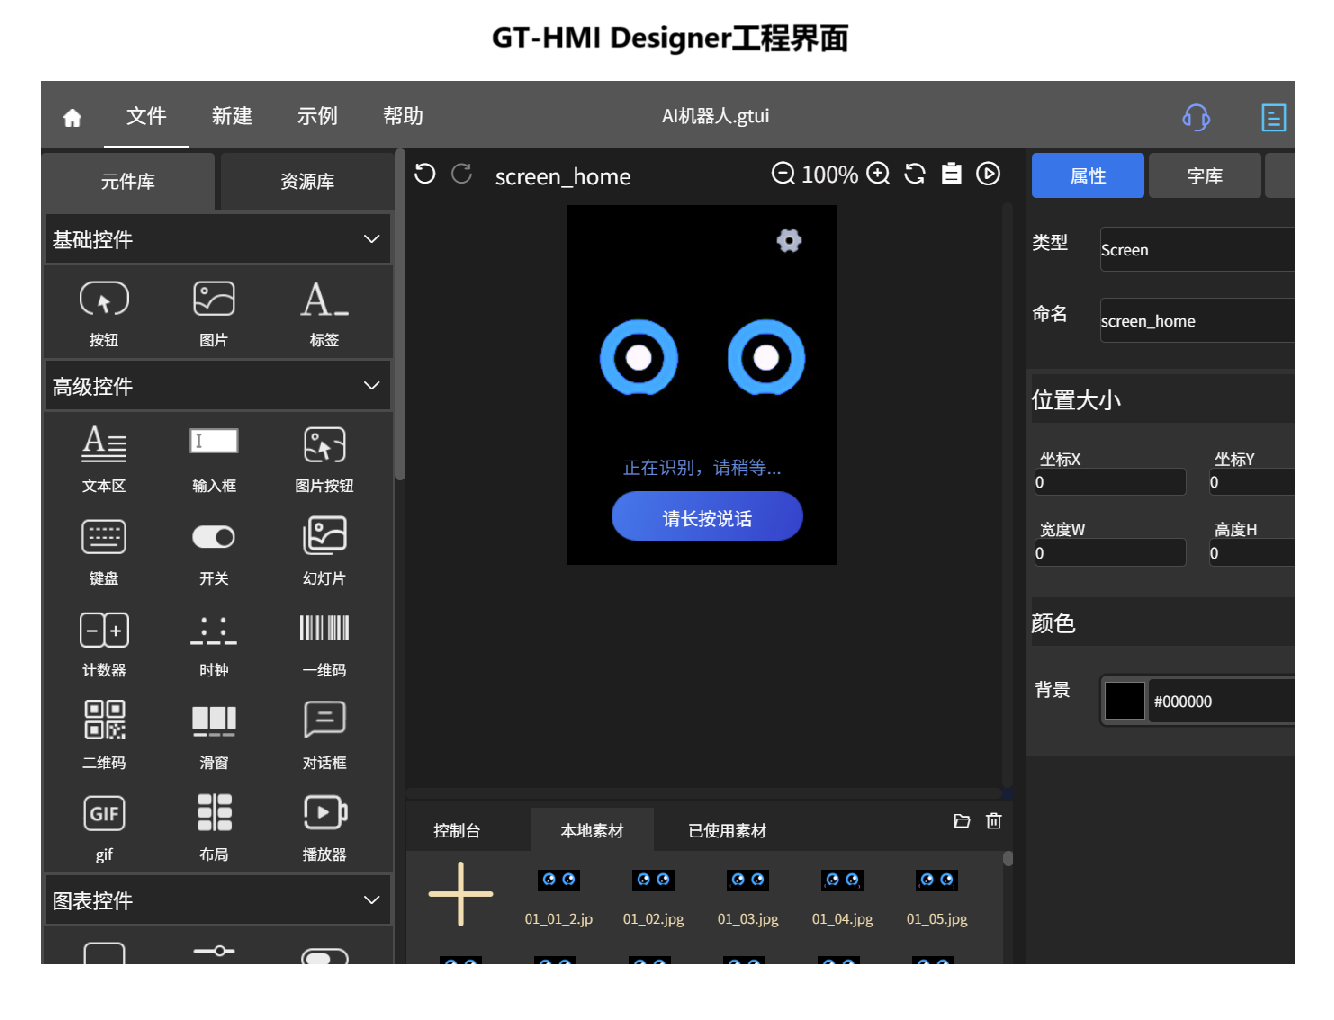 GT-HMI Designer工程界面
文件 新建 示例 帮助 AI机器人.gtui
元件库 资源库
screen_home 100%
属性 字库
基础控件
按钮 图片 标签
高级控件
文本区 输入框 图片按钮
键盘 开关 幻灯片
计数器 时钟 一维码
二维码 滑窗 对话框
GIF
gif 布局 播放器
图表控件
正在识别，请稍等...
请长按说话
控制台 本地素材 已使用素材
01_01_2.jp 01_02.jpg 01_03.jpg 01_04.jpg 01_05.jpg
类型 Screen
命名 screen_home
位置大小
坐标X 坐标Y
0 0
宽度W 高度H
0 0
颜色
背景 #000000